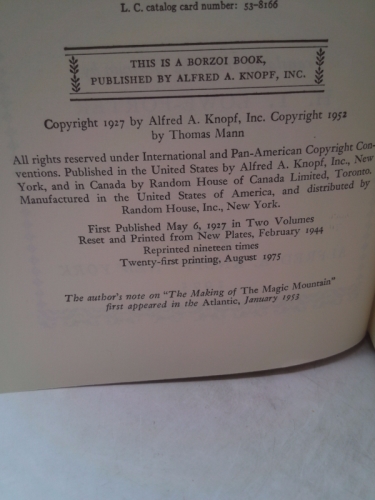 L. C. catalog card number: 53-8166
THIS IS A BORZOI BOOK,
PUBLISHED BY ALFRED A. KNOPF, INC.
Copyright 1927 by Alfred A. Knopf, Inc. Copyright 1952
by Thomas Mann
All rights reserved under International and Pan-American Copyright Con-
ventions. Published in the United States by Alfred A. Knopf, Inc., New
York, and in Canada by Random House of Canada Limited, Toronto.
Manufactured in the United States of America, and distributed by
Random House, Inc., New York.
First Published May 6, 1927 in Two Volumes
Reset and Printed from New Plates, February 1944
Reprinted nineteen times
Twenty-first printing, August 1975
The author's note on "The Making of The Magic Mountain"
first appeared in the Atlantic, January 1953